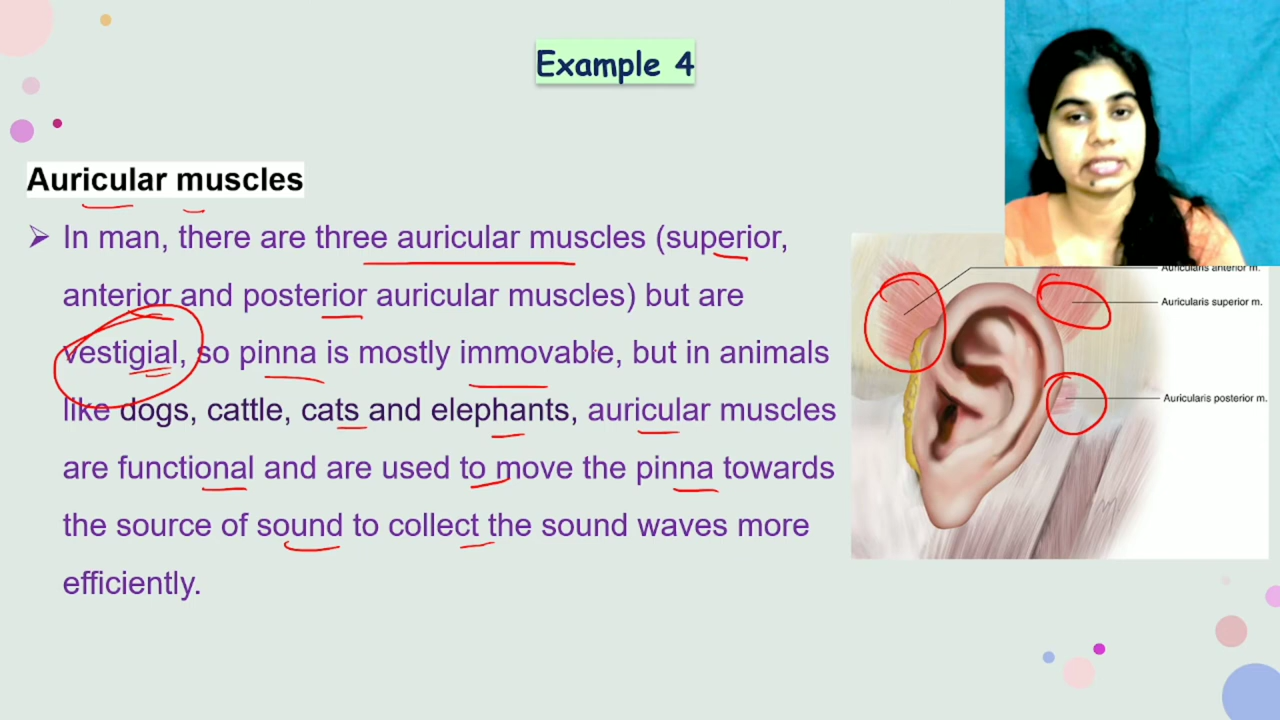 Example 4
Auricular muscles
➢ In man, there are three auricular muscles (superior,
anterior and posterior auricular muscles) but are
vestigial, so pinna is mostly immovable, but in animals
like dogs, cattle, cats and elephants, auricular muscles
are functional and are used to move the pinna towards
the source of sound to collect the sound waves more
efficiently.
Auricularis anterior m.
Auricularis superior m.
Auricularis posterior m.